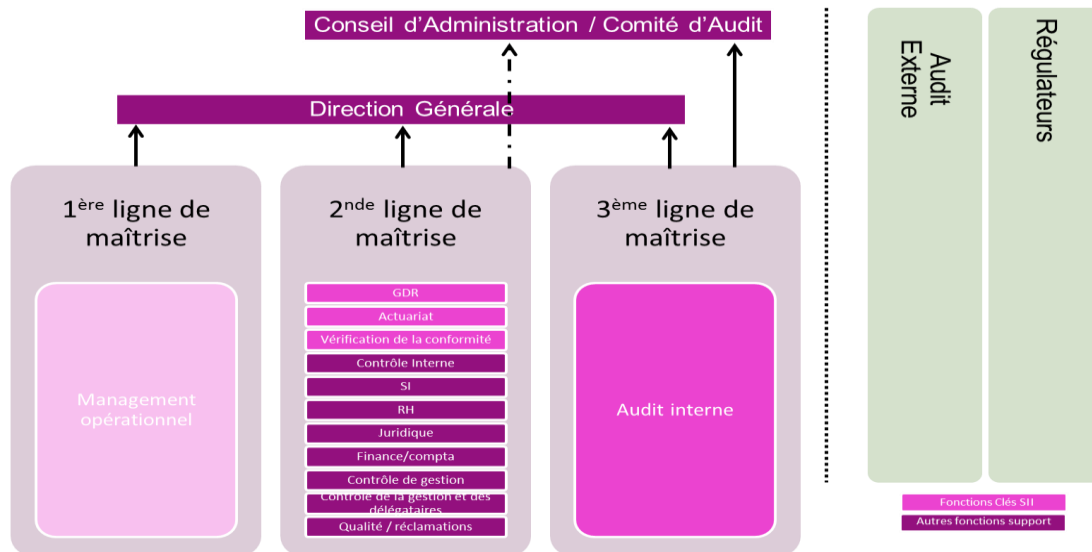 Conseil d'Administration / Comité d'Audit
Direction Générale
1ère ligne de
maîtrise
Management
opérationnel
2nde ligne de
maîtrise
GDR
Actuariat
Vérification de la conformité
Contrôle Interne
SI
RH
Juridique
Finance/compta
Contrôle de gestion
Contrôle de la gestion et des
délégataires
Qualité / réclamations
3ème ligne de
maîtrise
Audit interne
Audit
Externe
Régulateurs
Fonctions Clés SII
Autres fonctions support